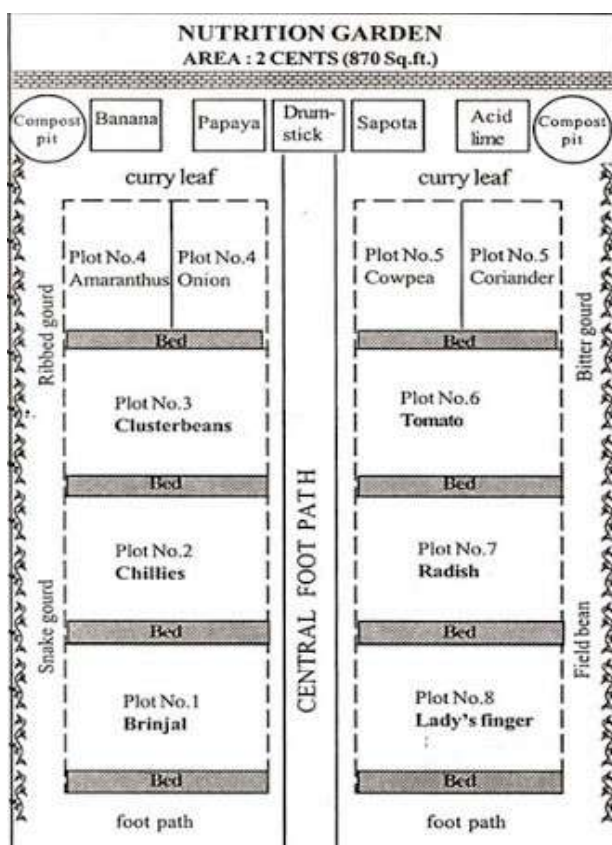 NUTRITION GARDEN
AREA : 2 CENTS (870 Sq.ft.)
Compost
pit
Banana
Papaya
Drum-
stick
Sapota
Acid
lime
Compost
pit
curry leaf
curry leaf
Plot No.4
Amaranthus
Plot No.4
Onion
Plot No.5
Cowpea
Plot No.5
Coriander
Ribbed gourd
Bitter gourd
Bed
Bed
Plot No.3
Clusterbeans
Plot No.6
Tomato
Bed
Bed
CENTRAL FOOT PATH
Plot No.2
Chillies
Plot No.7
Radish
Snake gourd
Field bean
Bed
Bed
Plot No.1
Brinjal
Plot No.8
Lady's finger
Bed
Bed
foot path
foot path